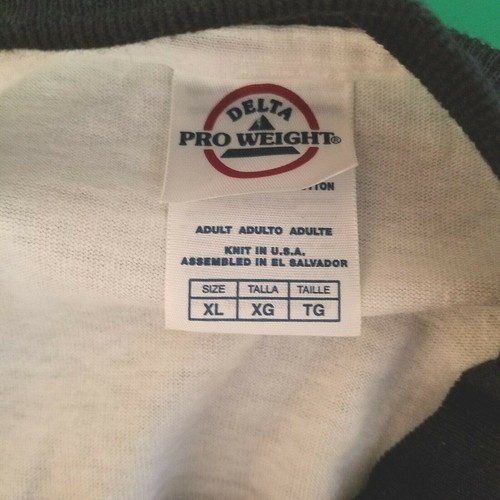 DELTA
PRO WEIGHT®
ADULT ADULTO ADULTE
KNIT IN U.S.A.
ASSEMBLED IN EL SALVADOR
SIZE TALLA TAILLE
XL XG TG